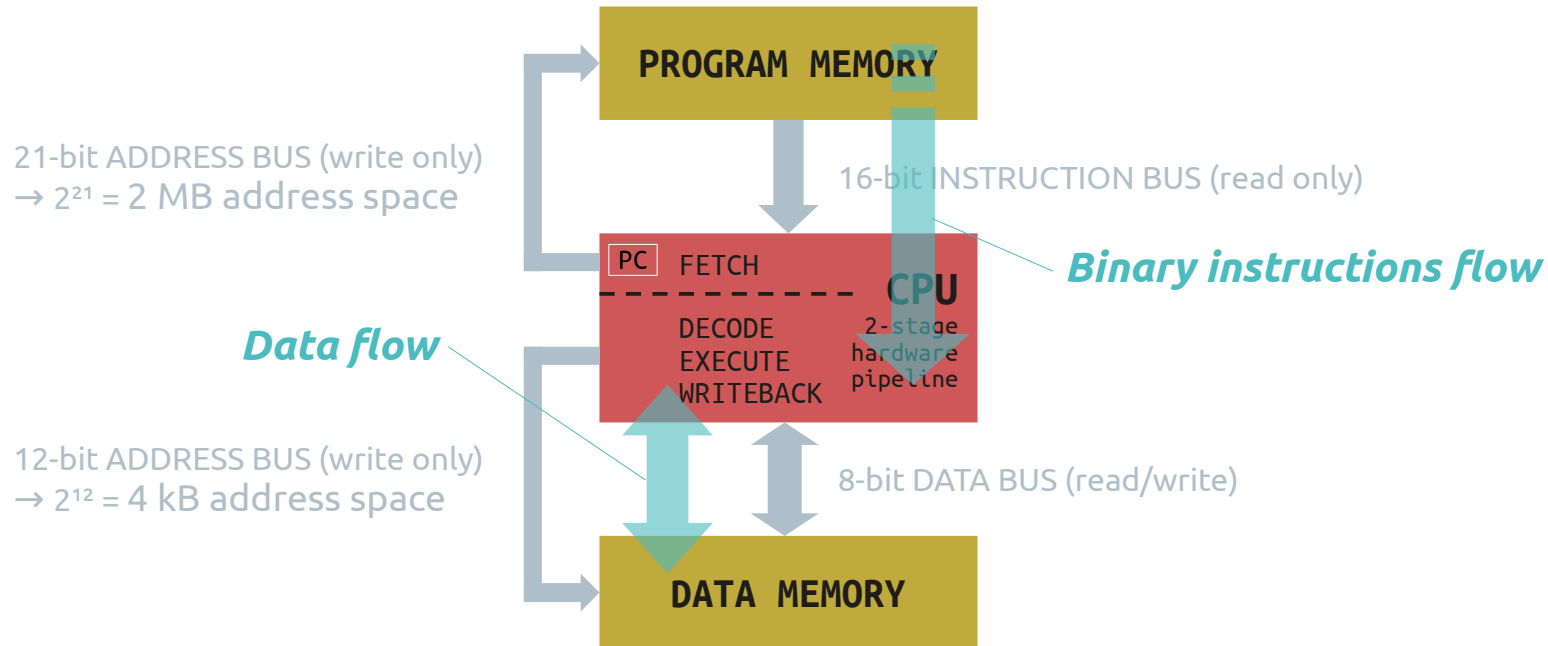 PROGRAM MEMORY
21-bit ADDRESS BUS (write only)
→ 2²¹ = 2 MB address space
16-bit INSTRUCTION BUS (read only)
PC
FETCH
CPU
2-stage
hardware
pipeline
Binary instructions flow
DECODE
EXECUTE
WRITEBACK
Data flow
12-bit ADDRESS BUS (write only)
→ 2¹² = 4 kB address space
8-bit DATA BUS (read/write)
DATA MEMORY